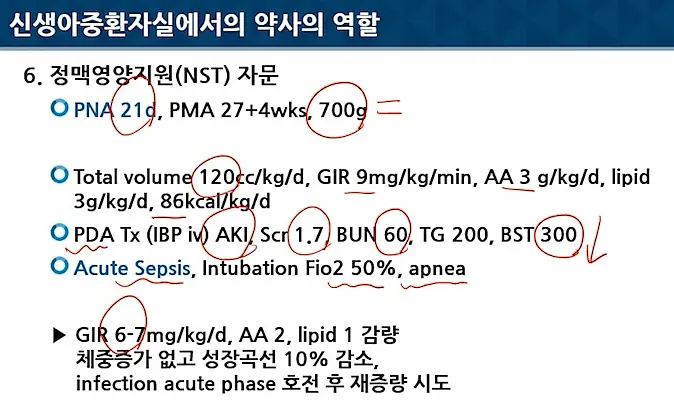 신생아중환자실에서의 약사의 역할
6. 정맥영양지원(NST) 자문
PNA 21d, PMA 27+4wks, 700g
Total volume 120cc/kg/d, GIR 9mg/kg/min, AA 3 g/kg/d, lipid
3g/kg/d, 86kcal/kg/d
PDA Tx (IBP iv) AKI, Scr 1.7, BUN 60, TG 200, BST 300
Acute Sepsis, Intubation Fio2 50%, apnea
▶ GIR 6-7mg/kg/d, AA 2, lipid 1 감량
체중증가 없고 성장곡선 10% 감소,
infection acute phase 호전 후 재증량 시도